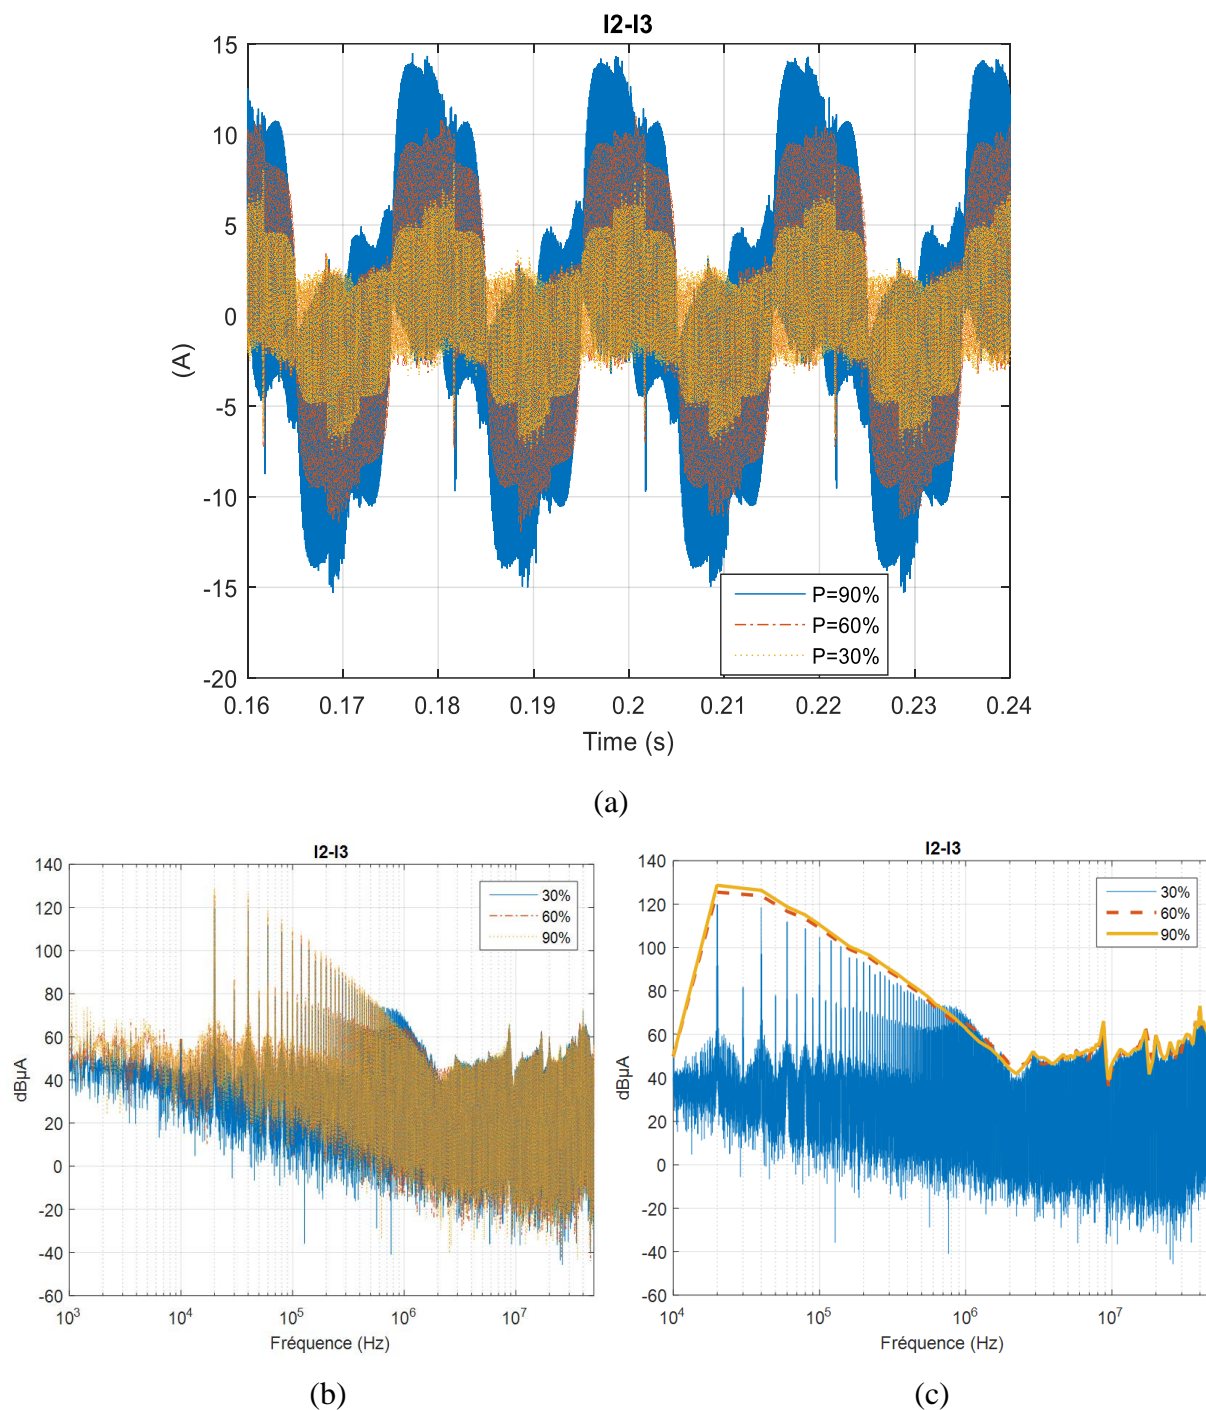 I2-I3
15
10
5
0
-5
-10
-15
-20
(A)
P=90%
P=60%
P=30%
0.16 0.17 0.18 0.19 0.2 0.21 0.22 0.23 0.24
Time (s)
(a)
I2-I3
140
120
100
80
60
40
20
0
-20
-40
-60
dBµA
30%
60%
90%
10³ 10⁴ 10⁵ 10⁶ 10⁷
Fréquence (Hz)
(b)
I2-I3
140
120
100
80
60
40
20
0
-20
-40
-60
dBµA
30%
60%
90%
10⁴ 10⁵ 10⁶ 10⁷
Fréquence (Hz)
(c)